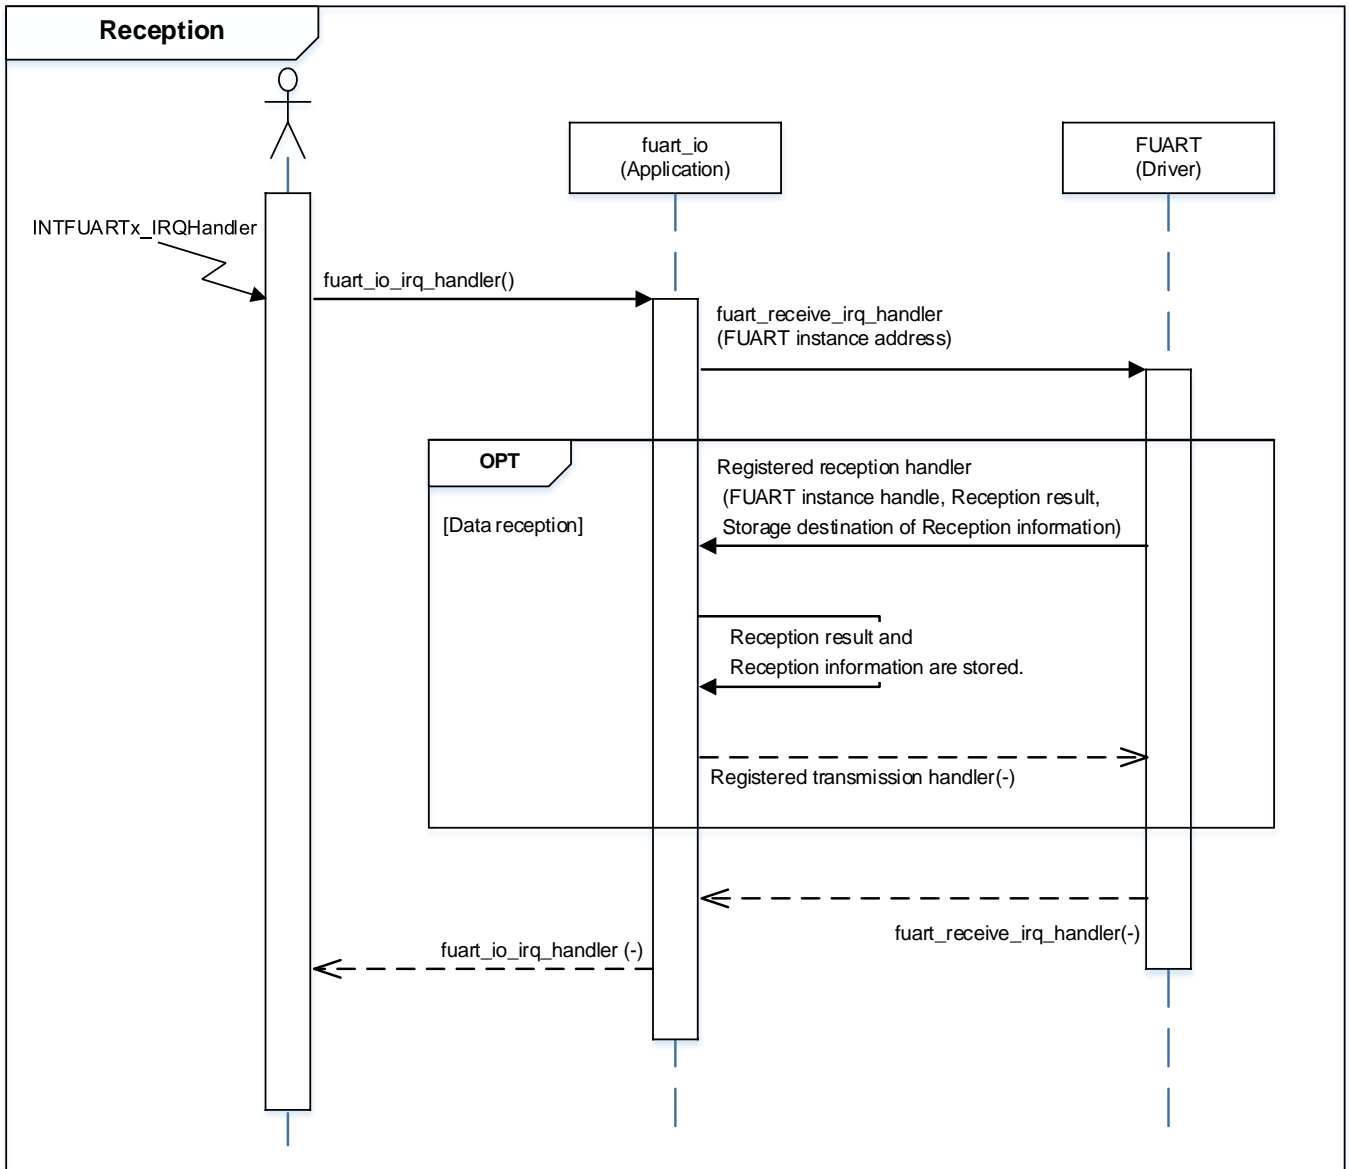 Reception
fuart_io
(Application)
FUART
(Driver)
INTFUARTx_IRQHandler
fuart_io_irq_handler()
fuart_receive_irq_handler
(FUART instance address)
OPT
[Data reception]
Registered reception handler
(FUART instance handle, Reception result,
Storage destination of Reception information)
Reception result and
Reception information are stored.
Registered transmission handler(-)
fuart_receive_irq_handler(-)
fuart_io_irq_handler (-)